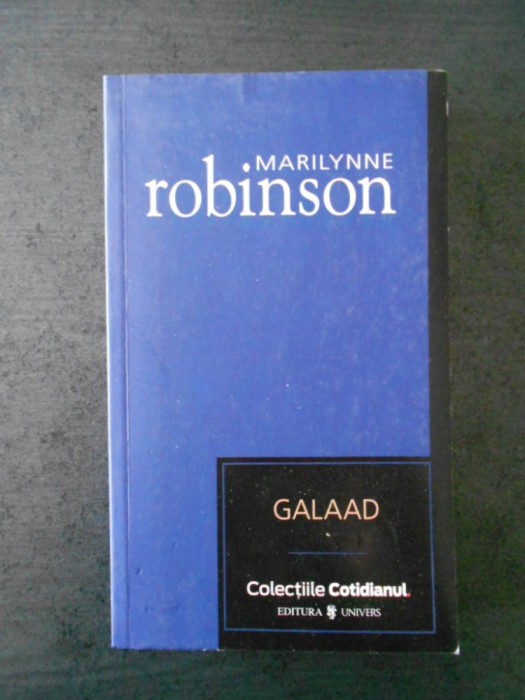 MARILYNNE
robinson
GALAAD
Colecțiile Cotidianul.
EDITURA UNIVERS